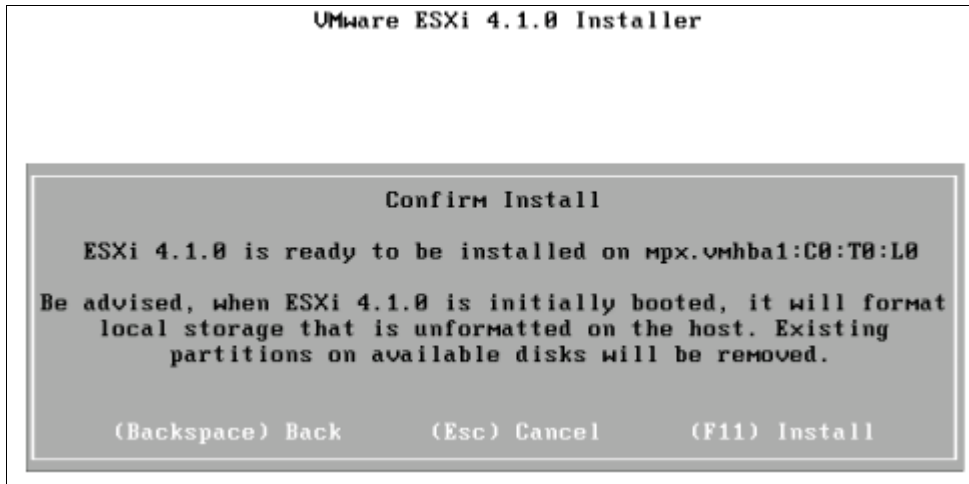 VMware ESXi 4.1.0 Installer
Confirm Install
ESXi 4.1.0 is ready to be installed on mpx.vmhba1:C0:T0:L0
Be advised, when ESXi 4.1.0 is initially booted, it will format
local storage that is unformatted on the host. Existing
partitions on available disks will be removed.
(Backspace) Back (Esc) Cancel (F11) Install